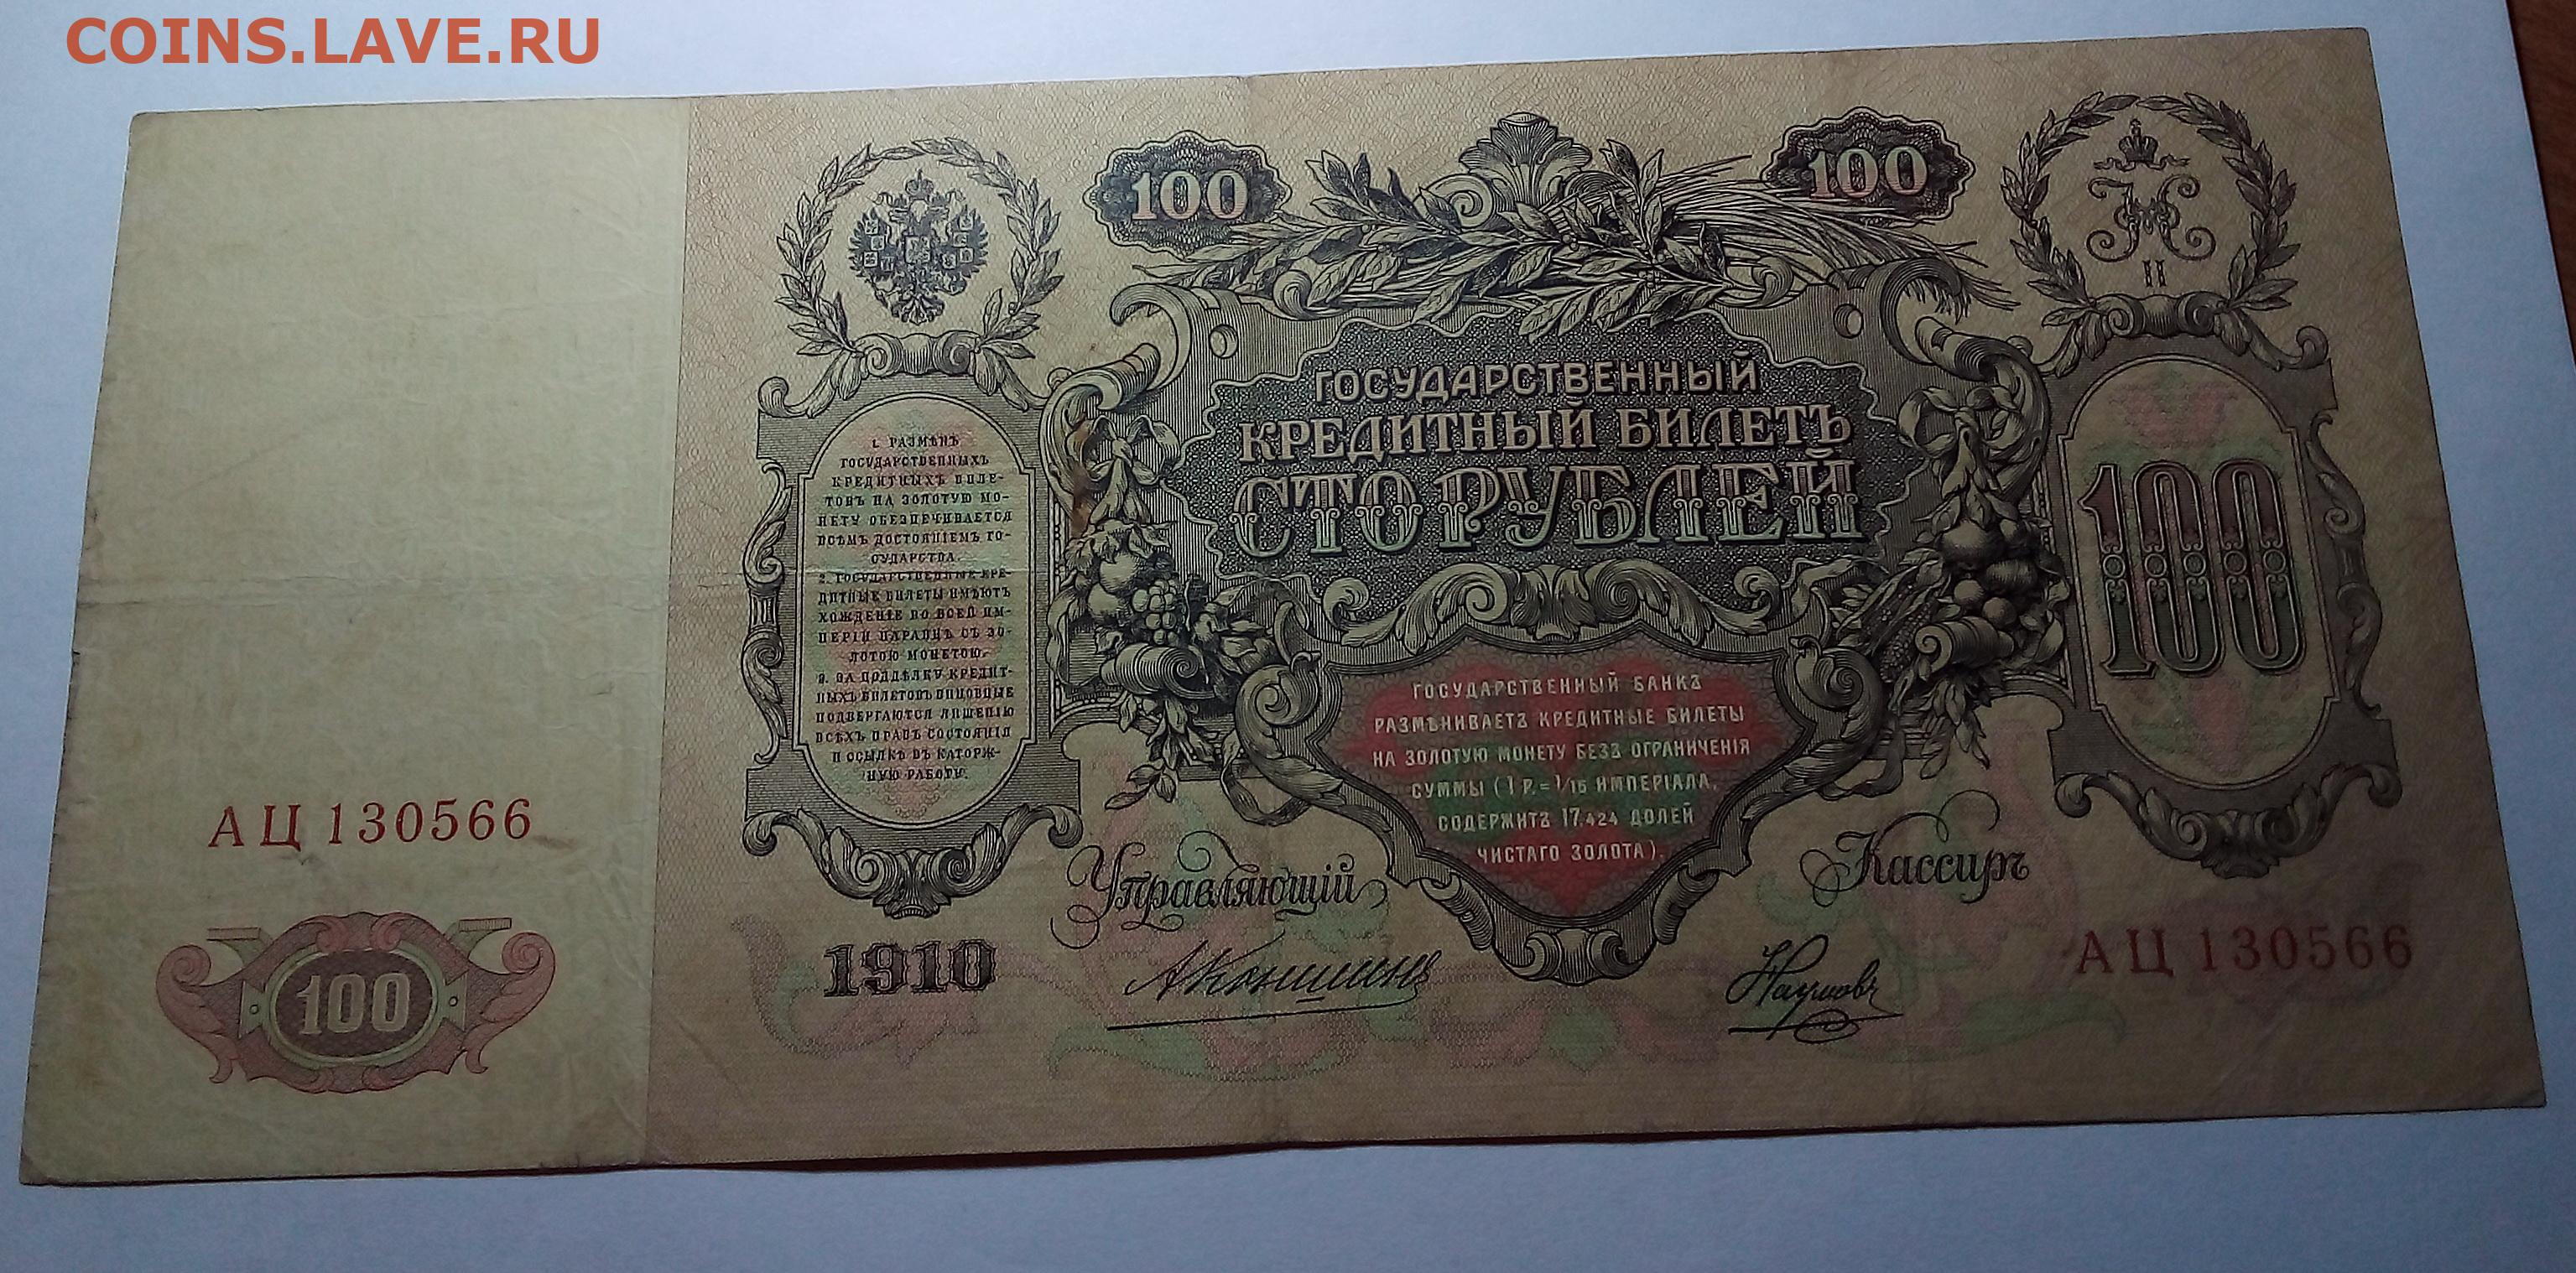 COINS.LAVE.RU
100
100
II
ГОСУДАРСТВЕННЫЙ
КРЕДИТНЫЙ БИЛЕТЪ
СТО РУБЛЕЙ
1. РАЗМѢНЪ
ГОСУДАРСТВЕННЫХЪ
КРЕДИТНЫХЪ БИЛЕ-
ТОВЪ НА ЗОЛОТУЮ МО-
НЕТУ ОБЕЗПЕЧИВАЕТСЯ
ВСѢМЪ ДОСТОЯНІЕМЪ ГО-
СУДАРСТВА.
2. ГОСУДАРСТВЕННЫЕ КРЕ-
ДИТНЫЕ БИЛЕТЫ ИМѢЮТЪ
ХОЖДЕНІЕ ВО ВСЕЙ ИМ-
ПЕРІИ НАРАВНѢ СЪ ЗО-
ЛОТОЮ МОНЕТОЮ.
3. ЗА ПОДДѢЛКУ КРЕДИТ-
НЫХЪ БИЛЕТОВЪ ВИНОВНЫЕ
ПОДВЕРГАЮТСЯ ЛИШЕНІЮ
ВСѢХЪ ПРАВЪ СОСТОЯНІЯ
И ССЫЛКѢ ВЪ КАТОРЖ-
НУЮ РАБОТУ.
100
ГОСУДАРСТВЕННЫЙ БАНКЪ
РАЗМѢНИВАЕТЪ КРЕДИТНЫЕ БИЛЕТЫ
НА ЗОЛОТУЮ МОНЕТУ БЕЗЪ ОГРАНИЧЕНІЯ
СУММЫ (1 Р.=1/15 ИМПЕРІАЛА,
СОДЕРЖИТЪ 17,424 ДОЛЕЙ
ЧИСТАГО ЗОЛОТА).
АЦ 130566
Управляющій
Кассиръ
1910
АКоншинъ
Наумовъ
АЦ 130566
100